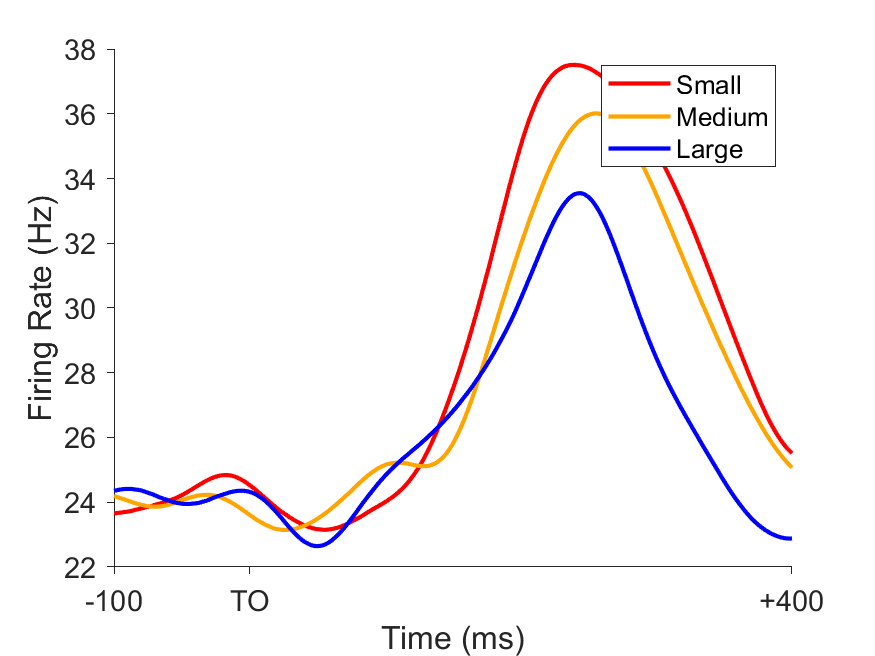 38
36
34
32
30
28
26
24
22
Firing Rate (Hz)
Small
Medium
Large
-100
TO
+400
Time (ms)